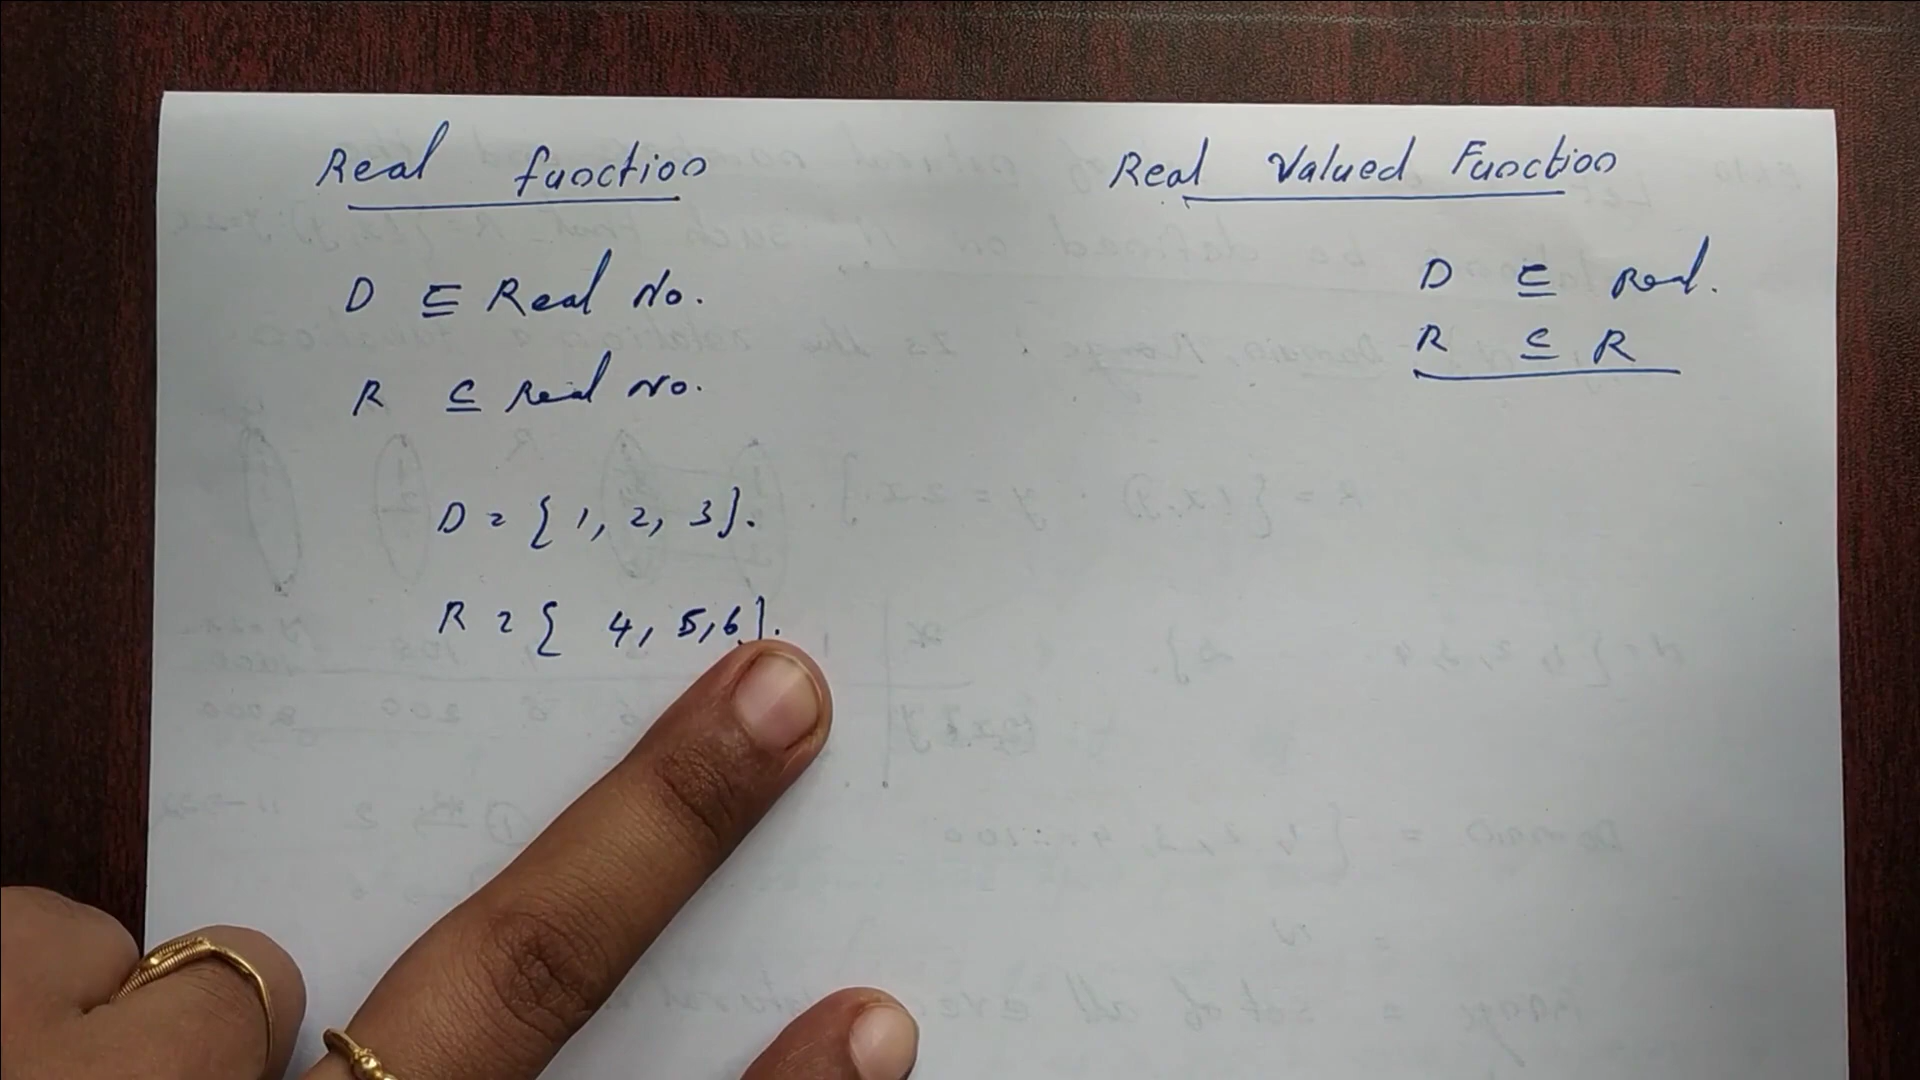 Real function
D ⊆ Real No.
R ⊆ Real No.
D = {1, 2, 3}.
R = { 4, 5, 6}.
Real Valued Function
D ⊆ Real.
R ⊆ R